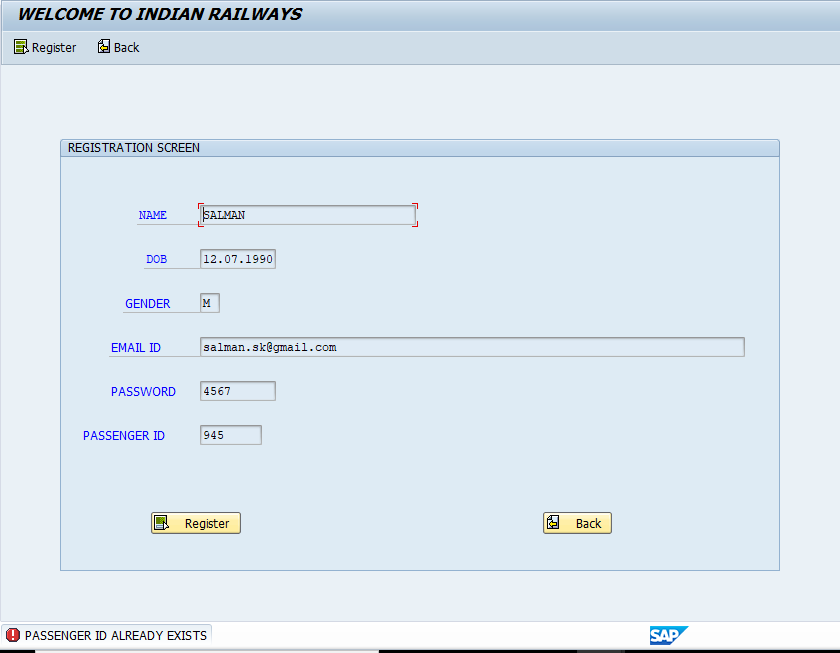 WELCOME TO INDIAN RAILWAYS
Register Back
REGISTRATION SCREEN
NAME SALMAN
DOB 12.07.1990
GENDER M
EMAIL ID salman.sk@gmail.com
PASSWORD 4567
PASSENGER ID 945
Register Back
PASSENGER ID ALREADY EXISTS SAP